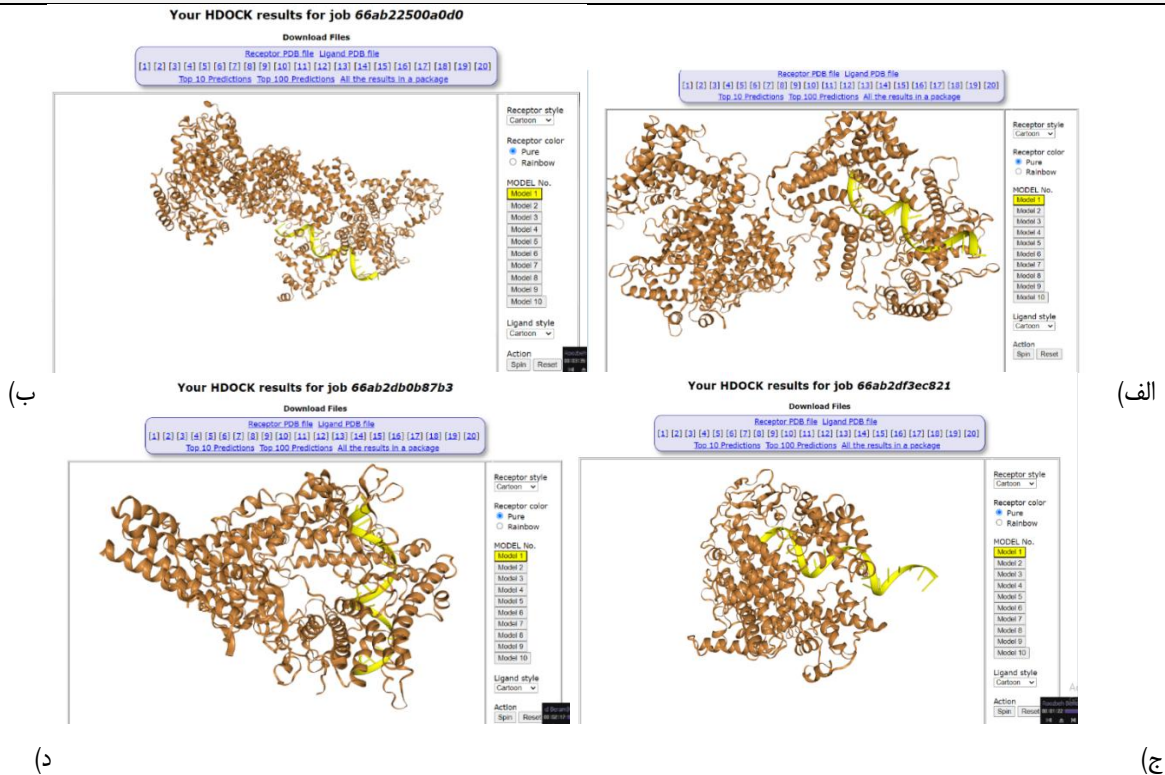 Your HDOCK results for job 66ab22500a0d0
Download Files
Receptor PDB file Ligand PDB file
[1] [2] [3] [4] [5] [6] [7] [8] [9] [10] [11] [12] [13] [14] [15] [16] [17] [18] [19] [20]
Top 10 Predictions Top 100 Predictions All the results in a package
Receptor style
Cartoon
Receptor color
Pure
Rainbow
MODEL No.
Model 1
Model 2
Model 3
Model 4
Model 5
Model 6
Model 7
Model 8
Model 9
Model 10
Ligand style
Cartoon
Action
Spin Reset
ب)
Receptor PDB file Ligand PDB file
[1] [2] [3] [4] [5] [6] [7] [8] [9] [10] [11] [12] [13] [14] [15] [16] [17] [18] [19] [20]
Top 10 Predictions Top 100 Predictions All the results in a package
Receptor style
Cartoon
Receptor color
Pure
Rainbow
MODEL No.
Model 1
Model 2
Model 3
Model 4
Model 5
Model 6
Model 7
Model 8
Model 9
Model 10
Ligand style
Cartoon
Action
Spin Reset
الف)
Your HDOCK results for job 66ab2db0b87b3
Download Files
Receptor PDB file Ligand PDB file
[1] [2] [3] [4] [5] [6] [7] [8] [9] [10] [11] [12] [13] [14] [15] [16] [17] [18] [19] [20]
Top 10 Predictions Top 100 Predictions All the results in a package
Receptor style
Cartoon
Receptor color
Pure
Rainbow
MODEL No.
Model 1
Model 2
Model 3
Model 4
Model 5
Model 6
Model 7
Model 8
Model 9
Model 10
Ligand style
Cartoon
Action
Spin Reset
د)
Your HDOCK results for job 66ab2df3ec821
Download Files
Receptor PDB file Ligand PDB file
[1] [2] [3] [4] [5] [6] [7] [8] [9] [10] [11] [12] [13] [14] [15] [16] [17] [18] [19] [20]
Top 10 Predictions Top 100 Predictions All the results in a package
Receptor style
Cartoon
Receptor color
Pure
Rainbow
MODEL No.
Model 1
Model 2
Model 3
Model 4
Model 5
Model 6
Model 7
Model 8
Model 9
Model 10
Ligand style
Cartoon
Action
Spin Reset
ج)